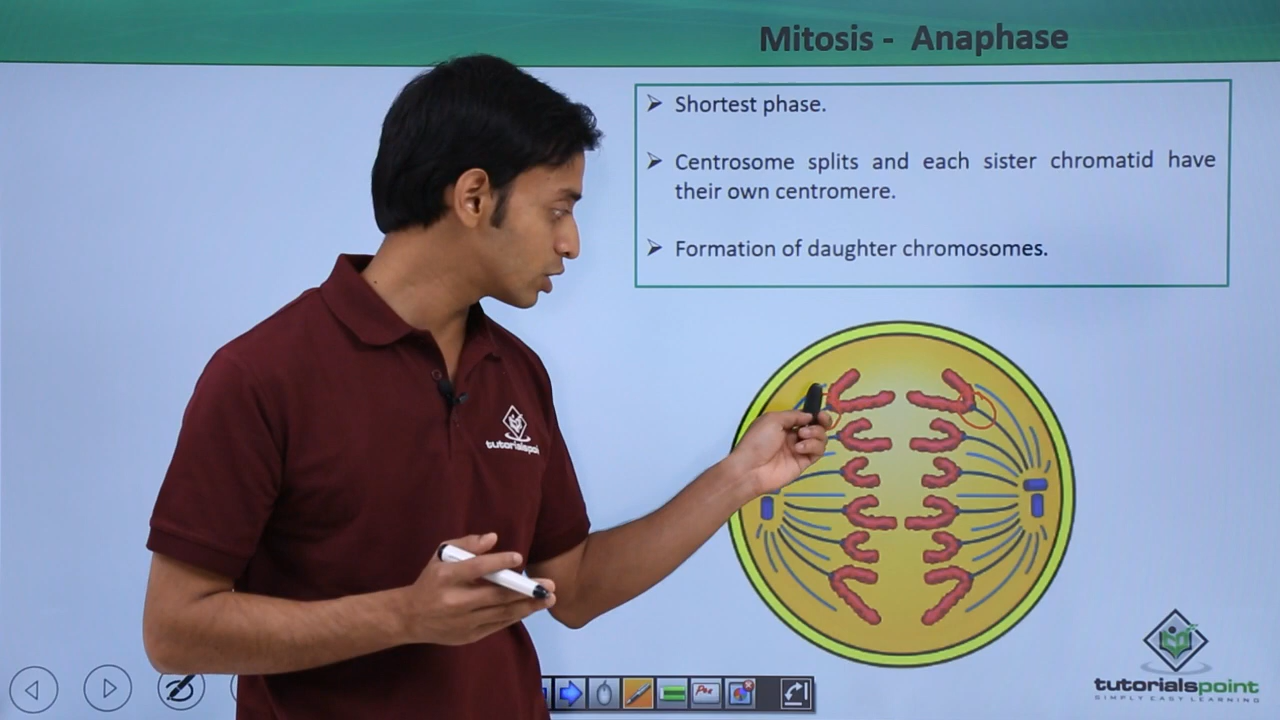 Mitosis - Anaphase
➢ Shortest phase.
➢ Centrosome splits and each sister chromatid have
their own centromere.
➢ Formation of daughter chromosomes.
tutorialspoint
SIMPLY EASY LEARNING
Pen